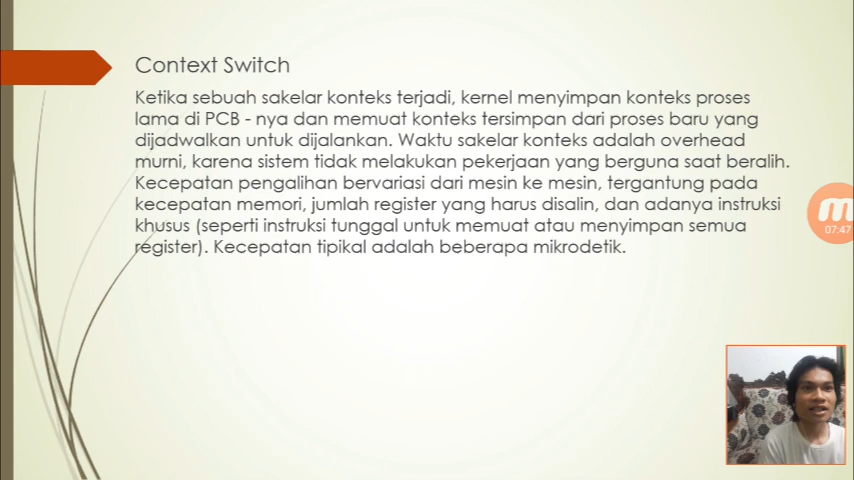 Context Switch
Ketika sebuah sakelar konteks terjadi, kernel menyimpan konteks proses
lama di PCB - nya dan memuat konteks tersimpan dari proses baru yang
dijadwalkan untuk dijalankan. Waktu sakelar konteks adalah overhead
murni, karena sistem tidak melakukan pekerjaan yang berguna saat beralih.
Kecepatan pengalihan bervariasi dari mesin ke mesin, tergantung pada
kecepatan memori, jumlah register yang harus disalin, dan adanya instruksi
khusus (seperti instruksi tunggal untuk memuat atau menyimpan semua
register). Kecepatan tipikal adalah beberapa mikrodetik.
m
07:47